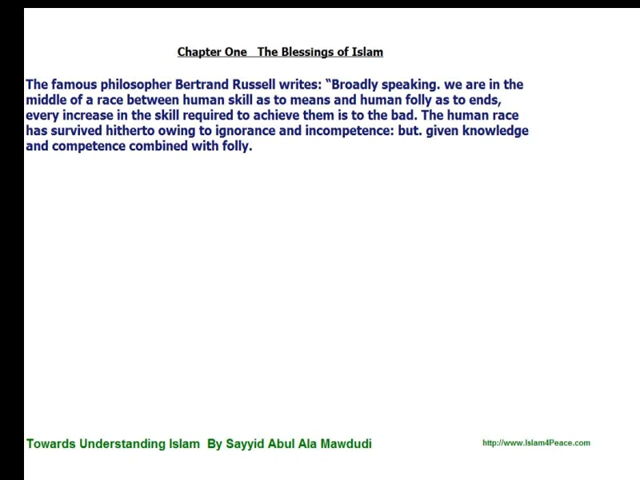 Chapter One   The Blessings of Islam
The famous philosopher Bertrand Russell writes: “Broadly speaking. we are in the
middle of a race between human skill as to means and human folly as to ends,
every increase in the skill required to achieve them is to the bad. The human race
has survived hitherto owing to ignorance and incompetence: but. given knowledge
and competence combined with folly.
Towards Understanding Islam  By Sayyid Abul Ala Mawdudi
http://www.Islam4Peace.com